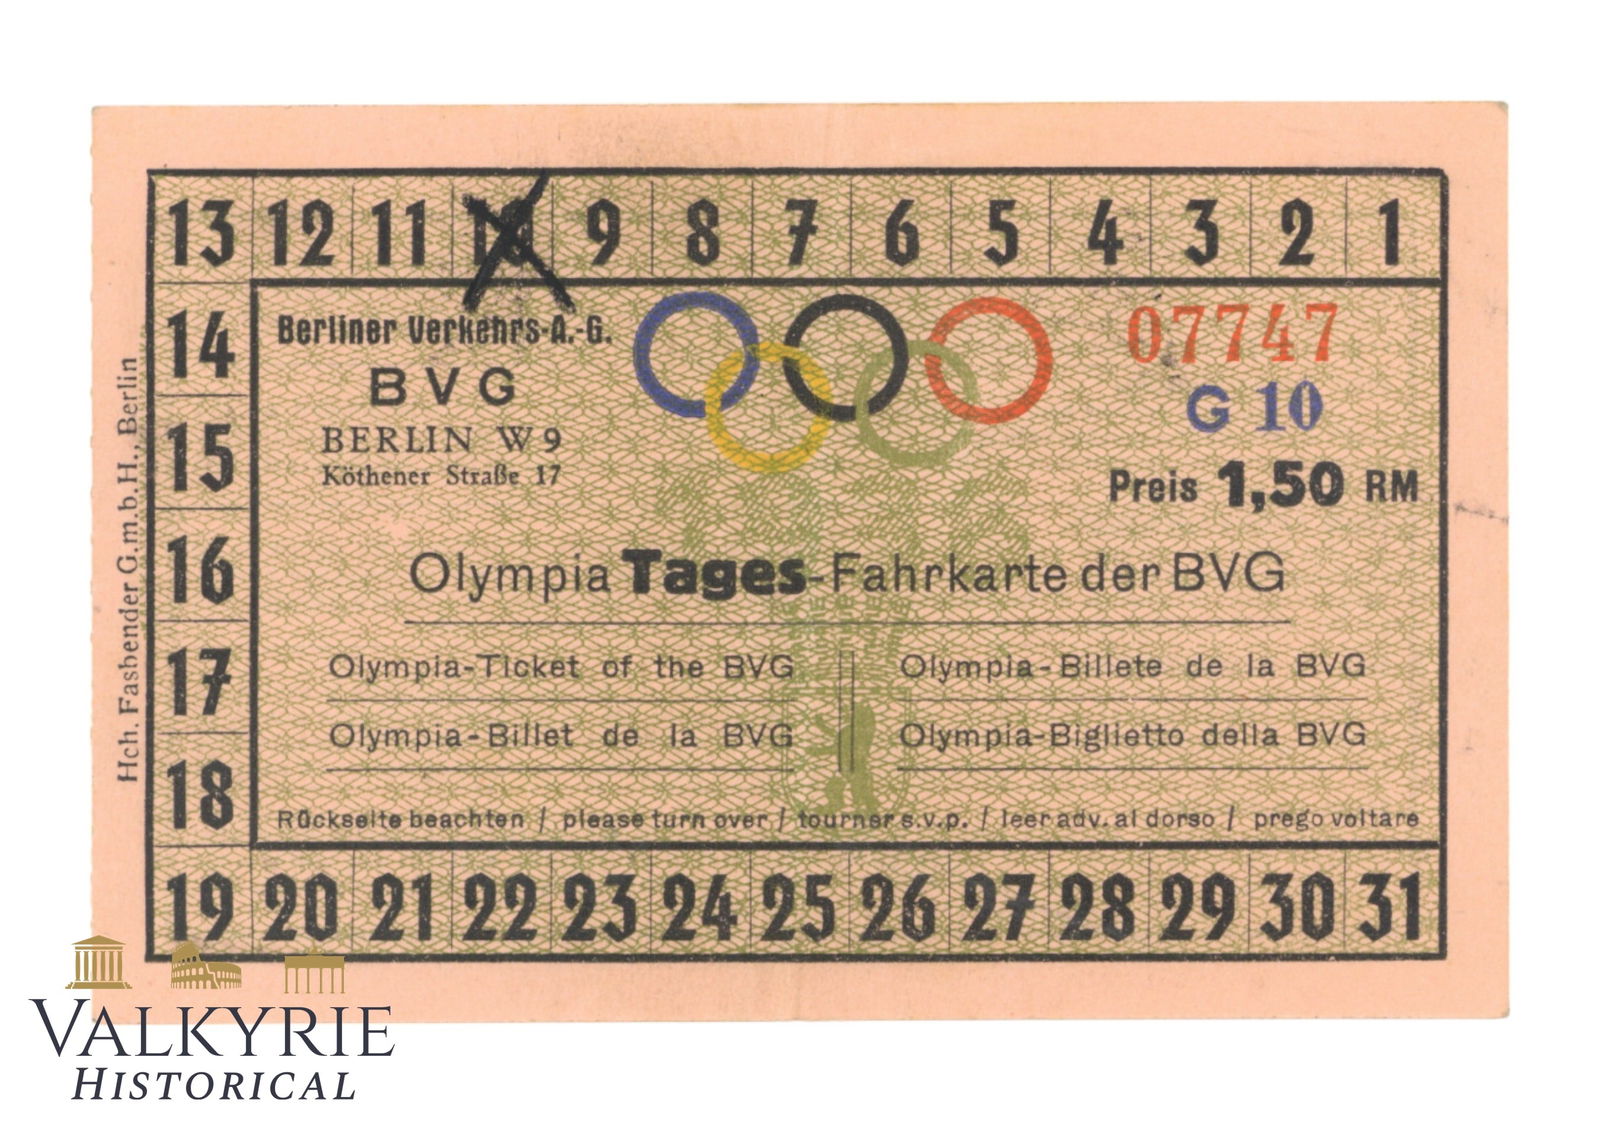 13 12 11 10 9 8 7 6 5 4 3 2 1
14
15
16
17
18
19 20 21 22 23 24 25 26 27 28 29 30 31
Berliner Verkehrs-A.-G.
BVG
BERLIN W 9
Köthener Straße 17
07747
G 10
Preis 1,50 RM
Olympia Tages-Fahrkarte der BVG
Olympia-Ticket of the BVG
Olympia-Billete de la BVG
Olympia-Billet de la BVG
Olympia-Biglietto della BVG
Rückseite beachten / please turn over / tourner s.v.p. / leer adv. al dorso / prego voltare
Hch. Fasbender G.m.b.H., Berlin
VALKYRIE
HISTORICAL